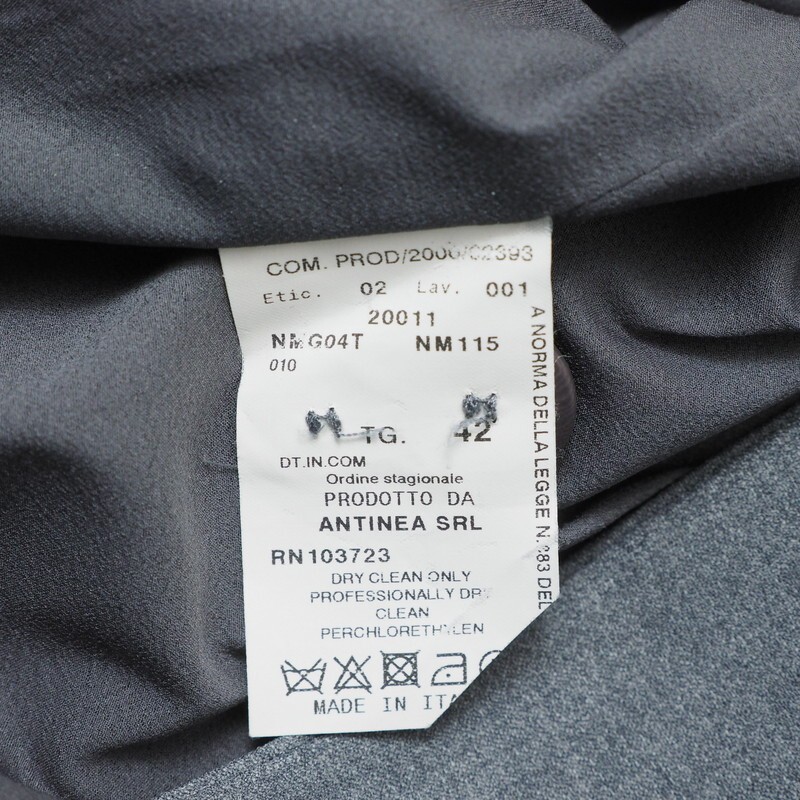 COM. PROD/2000/02393
Etic. 02 Lav. 001
20011
NMG04T NM115
010
TG. 42
DT.IN.COM
Ordine stagionale
PRODOTTO DA
ANTINEA SRL
RN103723
DRY CLEAN ONLY
PROFESSIONALLY DRY
CLEAN
PERCHLORETHYLEN
MADE IN ITA
A NORMA DELLA LEGGE N. 883 DEL